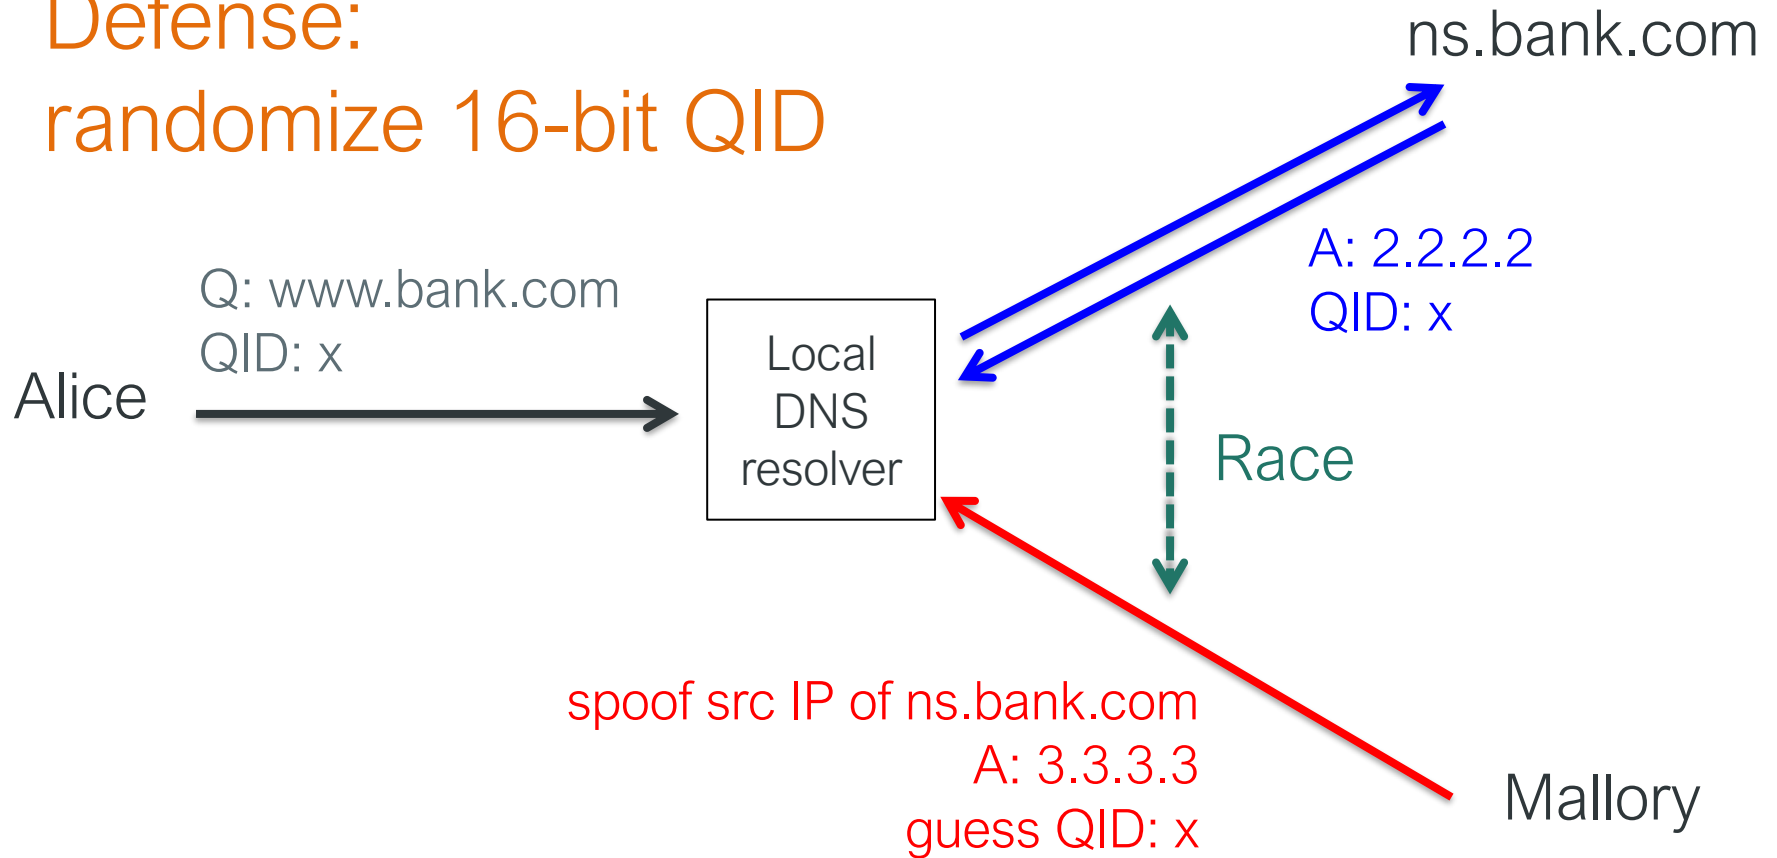 Defense:
randomize 16-bit QID
ns.bank.com
A: 2.2.2.2
QID: x
Q: www.bank.com
QID: x
Alice
Local
DNS
resolver
Race
spoof src IP of ns.bank.com
A: 3.3.3.3
guess QID: x
Mallory